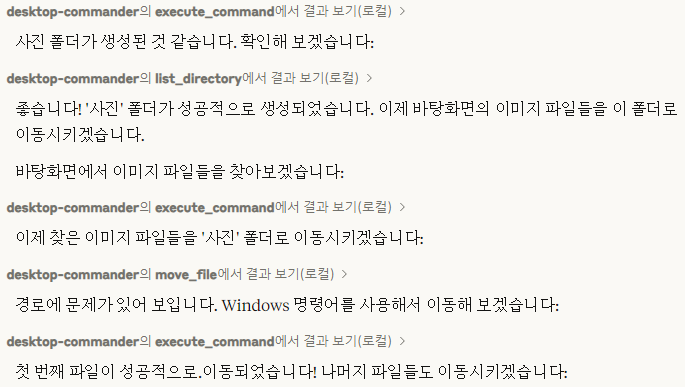 desktop-commander의 execute_command에서 결과 보기(로컬) >
사진 폴더가 생성된 것 같습니다. 확인해 보겠습니다:
desktop-commander의 list_directory에서 결과 보기(로컬) >
좋습니다! '사진' 폴더가 성공적으로 생성되었습니다. 이제 바탕화면의 이미지 파일들을 이 폴더로
이동시키겠습니다.
바탕화면에서 이미지 파일들을 찾아보겠습니다:
desktop-commander의 execute_command에서 결과 보기(로컬) >
이제 찾은 이미지 파일들을 '사진' 폴더로 이동시키겠습니다:
desktop-commander의 move_file에서 결과 보기(로컬) >
경로에 문제가 있어 보입니다. Windows 명령어를 사용해서 이동해 보겠습니다:
desktop-commander의 execute_command에서 결과 보기(로컬) >
첫 번째 파일이 성공적으로.이동되었습니다! 나머지 파일들도 이동시키겠습니다: